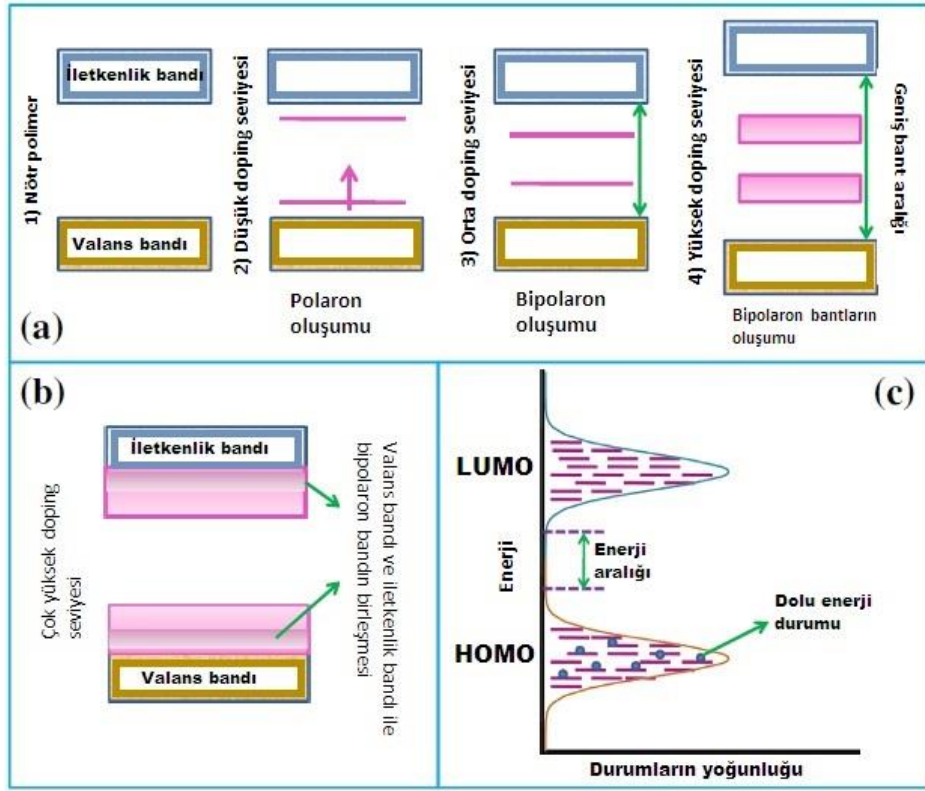 (a)
1) Nötr polimer
İletkenlik bandı
Valans bandı
2) Düşük doping seviyesi
Polaron
oluşumu
3) Orta doping seviyesi
Bipolaron
oluşumu
4) Yüksek doping seviyesi
Geniş bant aralığı
Bipolaron bantların
oluşumu
(b)
Çok yüksek doping
seviyesi
İletkenlik bandı
Valans bandı
Valans bandı ve iletkenlik bandı ile
bipolaron bandın birleşmesi
(c)
LUMO
Enerji
Enerji
aralığı
HOMO
Dolu enerji
durumu
Durumların yoğunluğu